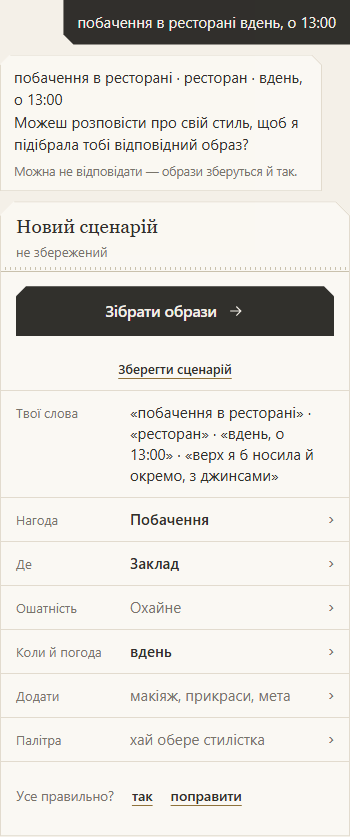 побачення в ресторані вдень, о 13:00
побачення в ресторані · ресторан · вдень,
о 13:00
Можеш розповісти про свій стиль, щоб я
підібрала тобі відповідний образ?
Можна не відповідати — образи зберуться й так.
Новий сценарій
не збережений
Зібрати образи →
Зберегти сценарій
Твої слова
«побачення в ресторані» ·
«ресторан» · «вдень, о
13:00» · «верх я б носила й
окремо, з джинсами»
Нагода Побачення ›
Де Заклад ›
Ошатність Охайне ›
Коли й погода вдень ›
Додати макіяж, прикраси, мета ›
Палітра хай обере стилістка ›
Усе правильно? так поправити